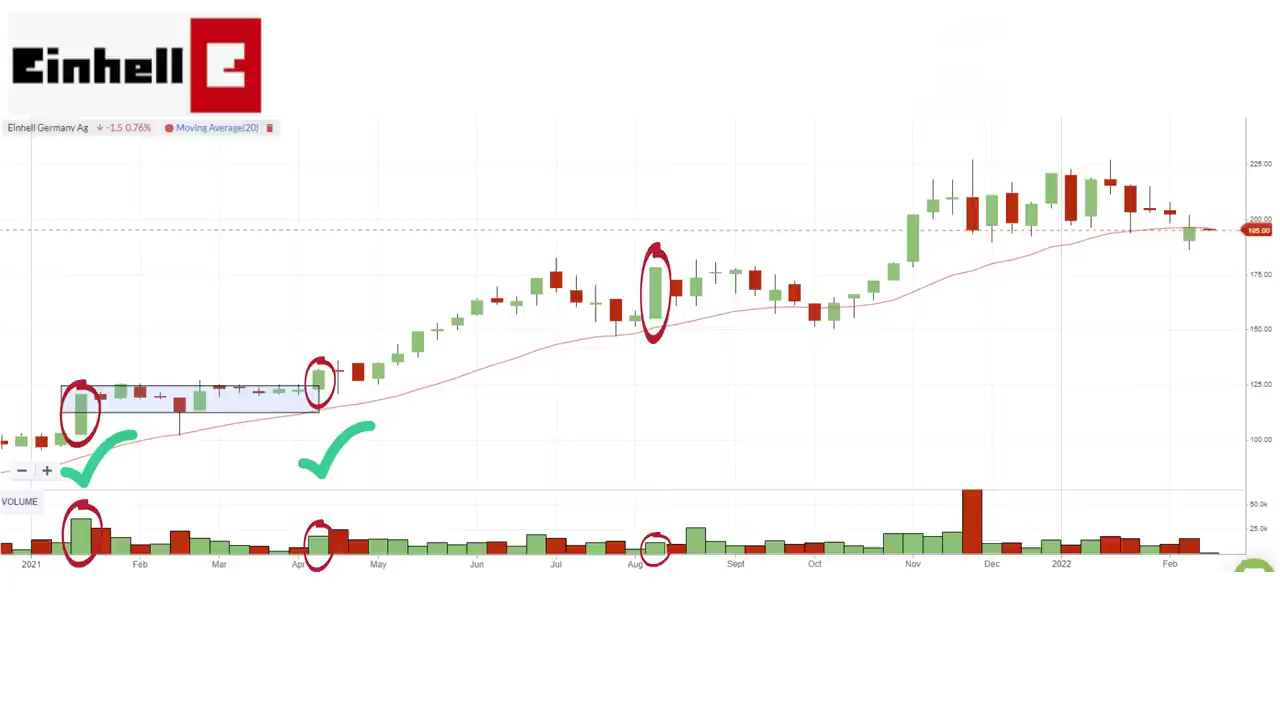 Einhell
Einhell Germany Ag -1.5 0.76% Moving Average(20)
225.00
200.00
195.00
175.00
150.00
125.00
100.00
VOLUME
50.0k
25.0k
2021 Feb Mar Apr May Jun Jul Aug Sept Oct Nov Dec 2022 Feb